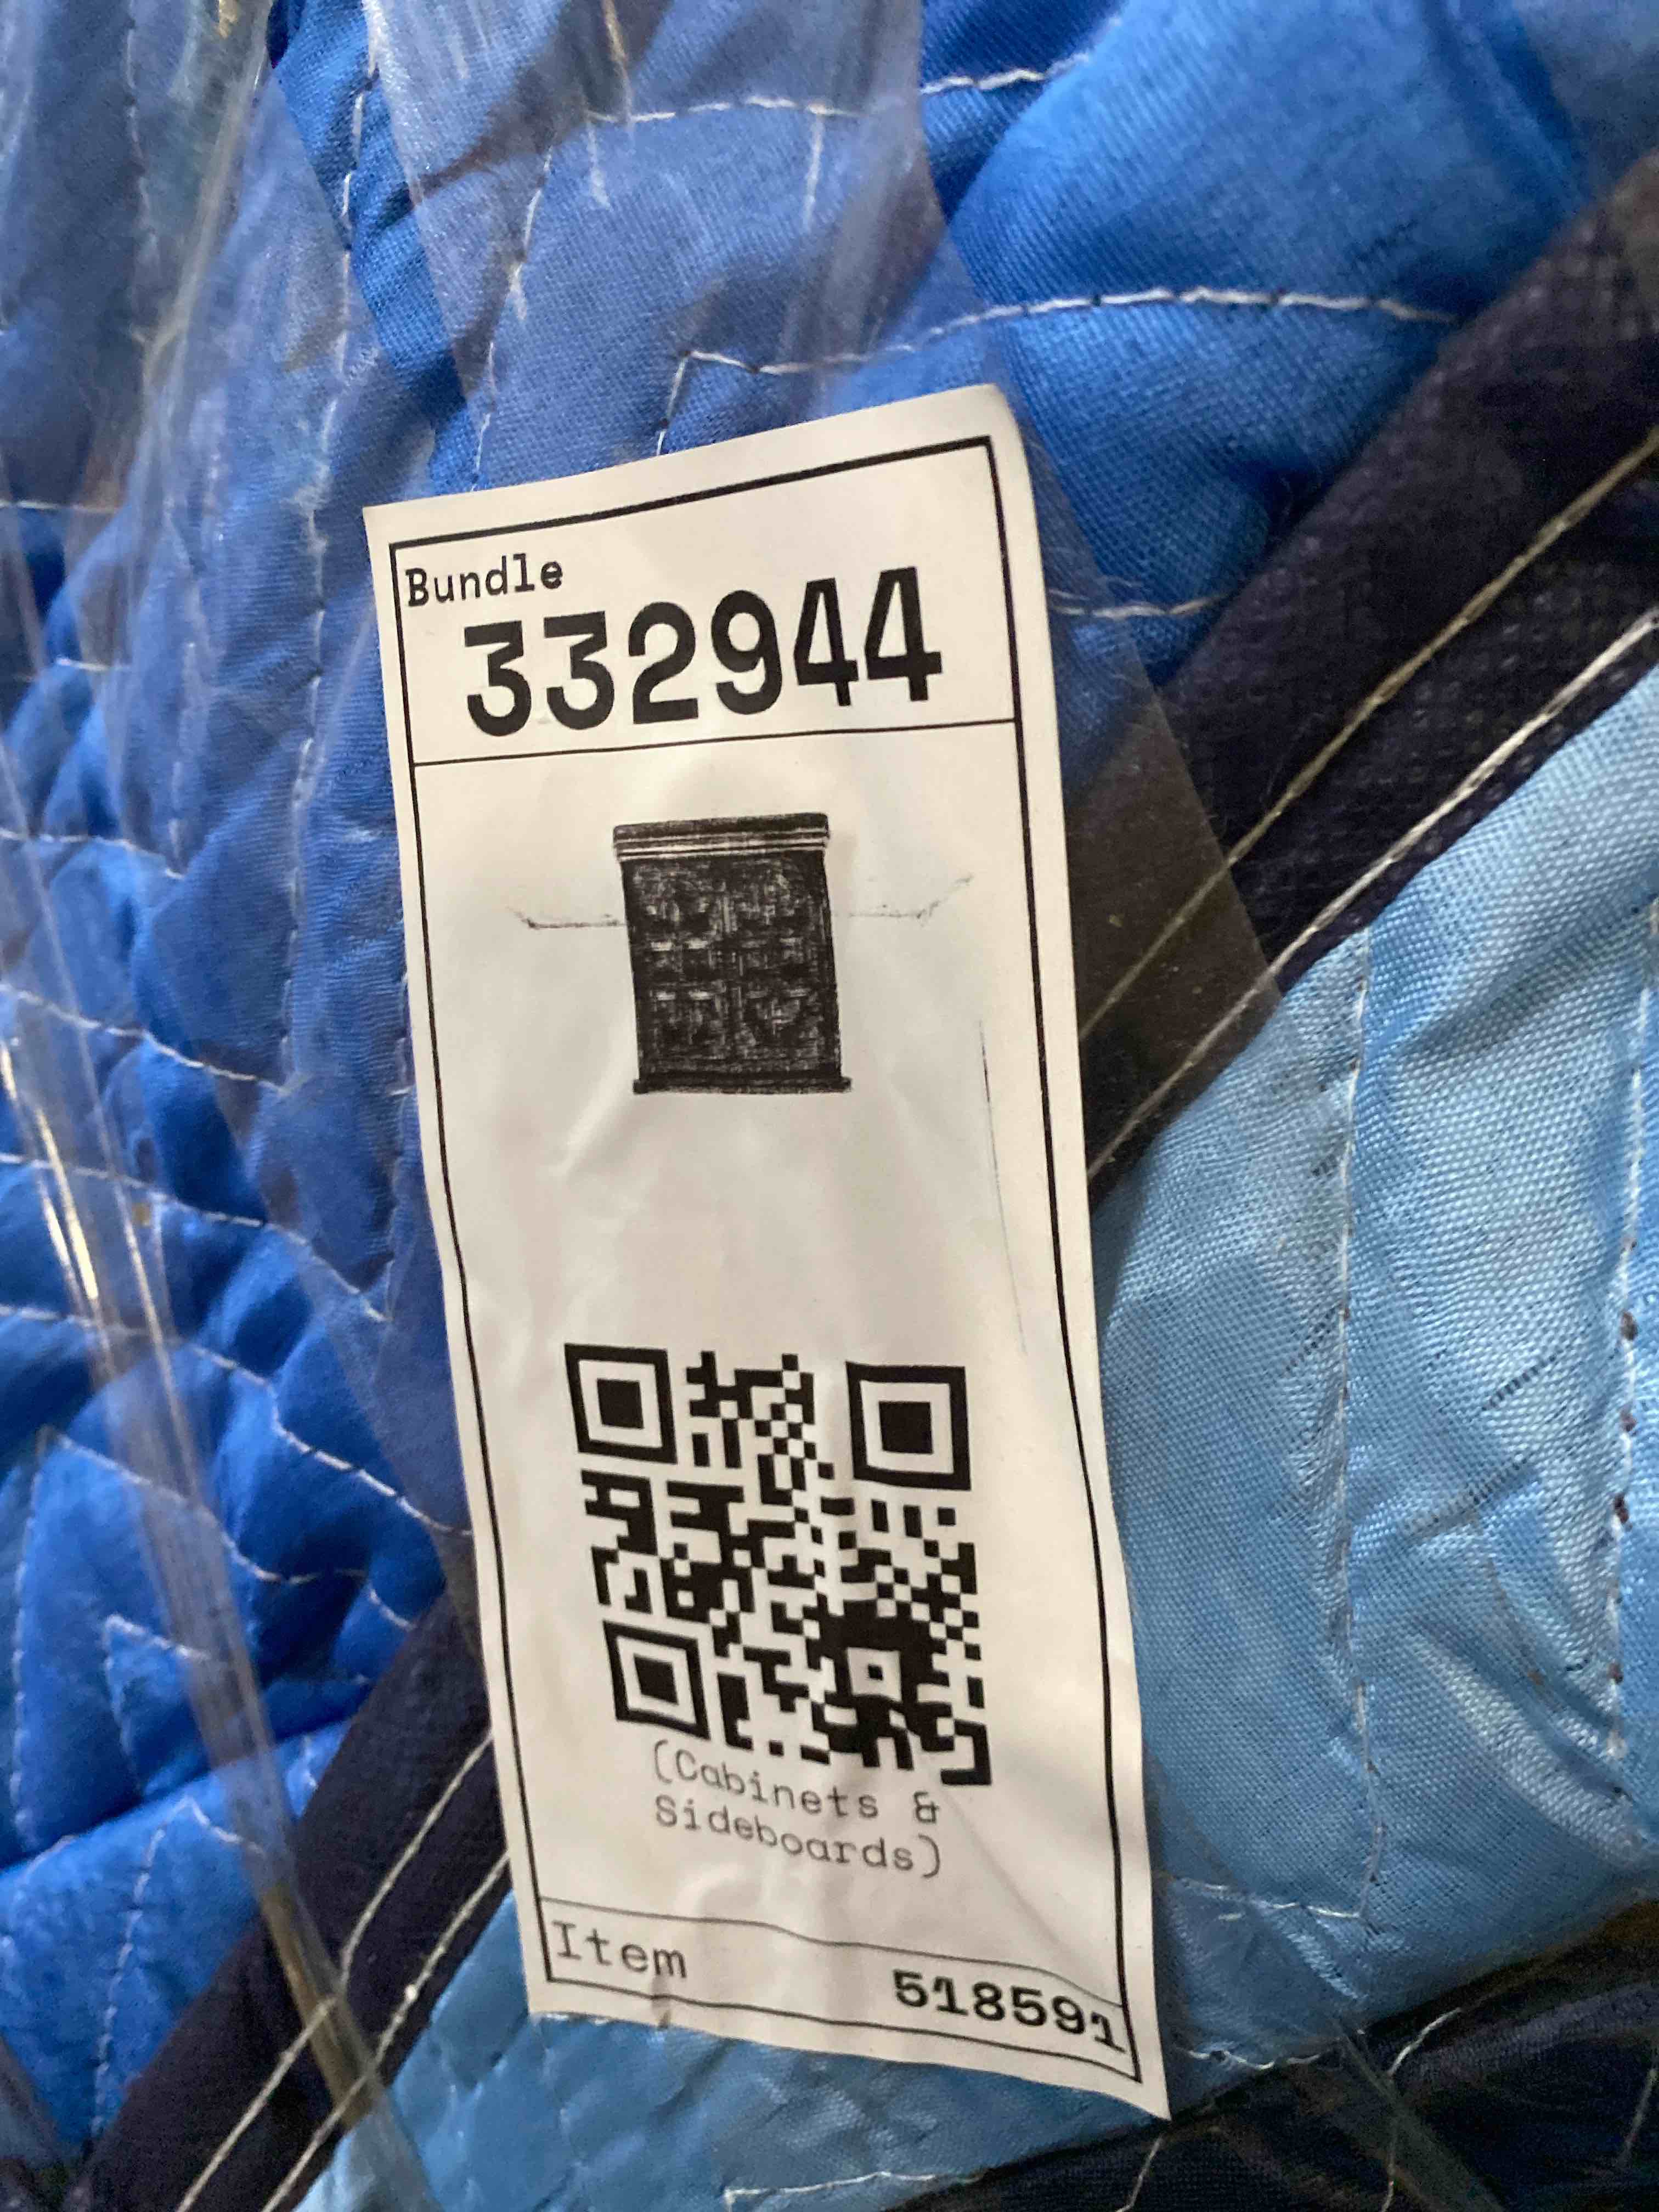 Bundle
332944
(Cabinets &
Sideboards)
Item
518591